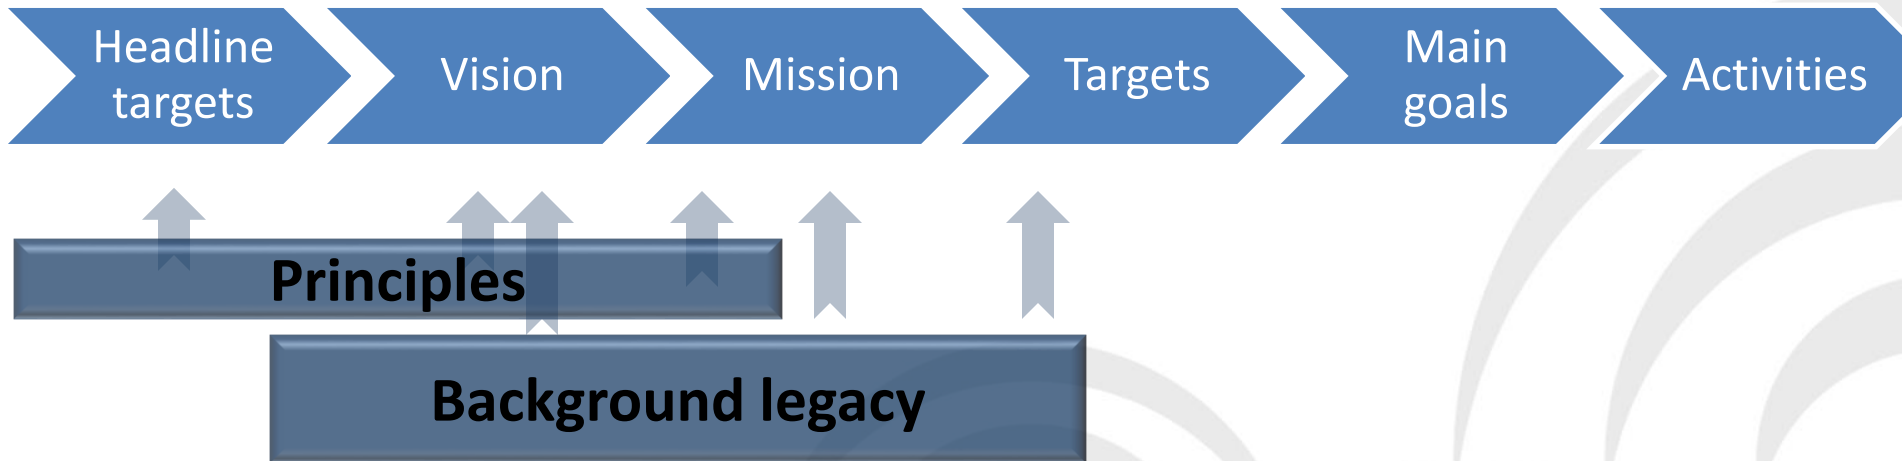 Headline
targets
Vision
Mission
Targets
Main
goals
Activities
Principles
Background legacy